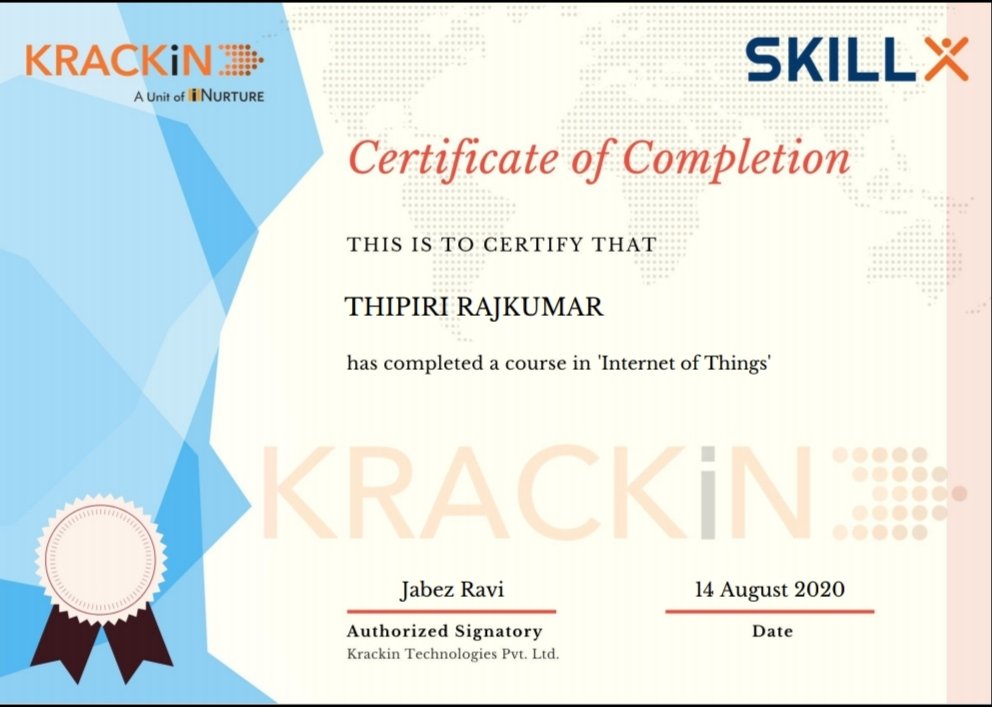 KRACKiN
A Unit of iNURTURE
SKILLX
Certificate of Completion
THIS IS TO CERTIFY THAT
THIPIRI RAJKUMAR
has completed a course in 'Internet of Things'
KRACKiN
Jabez Ravi
14 August 2020
Authorized Signatory
Date
Krackin Technologies Pvt. Ltd.